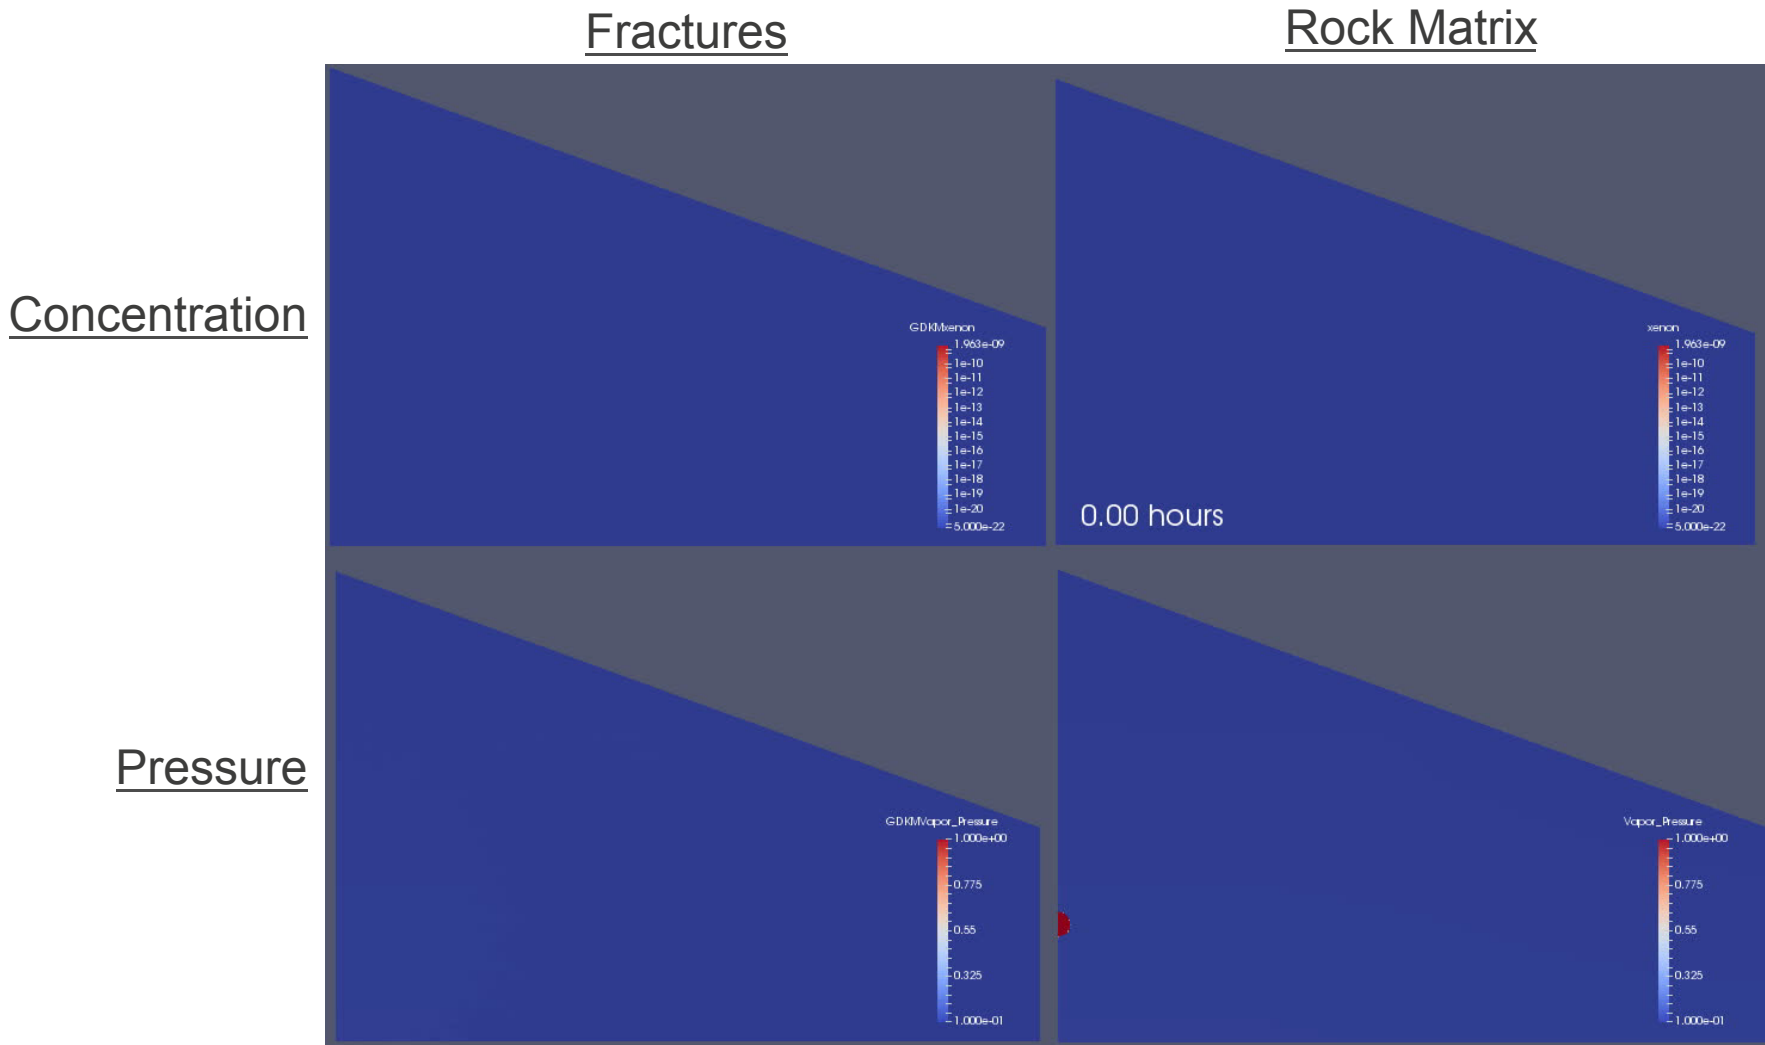 Fractures
Rock Matrix
Concentration
GDKMxenon
1.963e-09
1e-10
1e-11
1e-12
1e-13
1e-14
1e-15
1e-16
1e-17
1e-18
1e-19
1e-20
5.000e-22
xenon
1.963e-09
1e-10
1e-11
1e-12
1e-13
1e-14
1e-15
1e-16
1e-17
1e-18
1e-19
1e-20
5.000e-22
0.00 hours
Pressure
GDKMVapor_Pressure
1.000e+00
0.775
0.55
0.325
1.000e-01
Vapor_Pressure
1.000e+00
0.775
0.55
0.325
1.000e-01